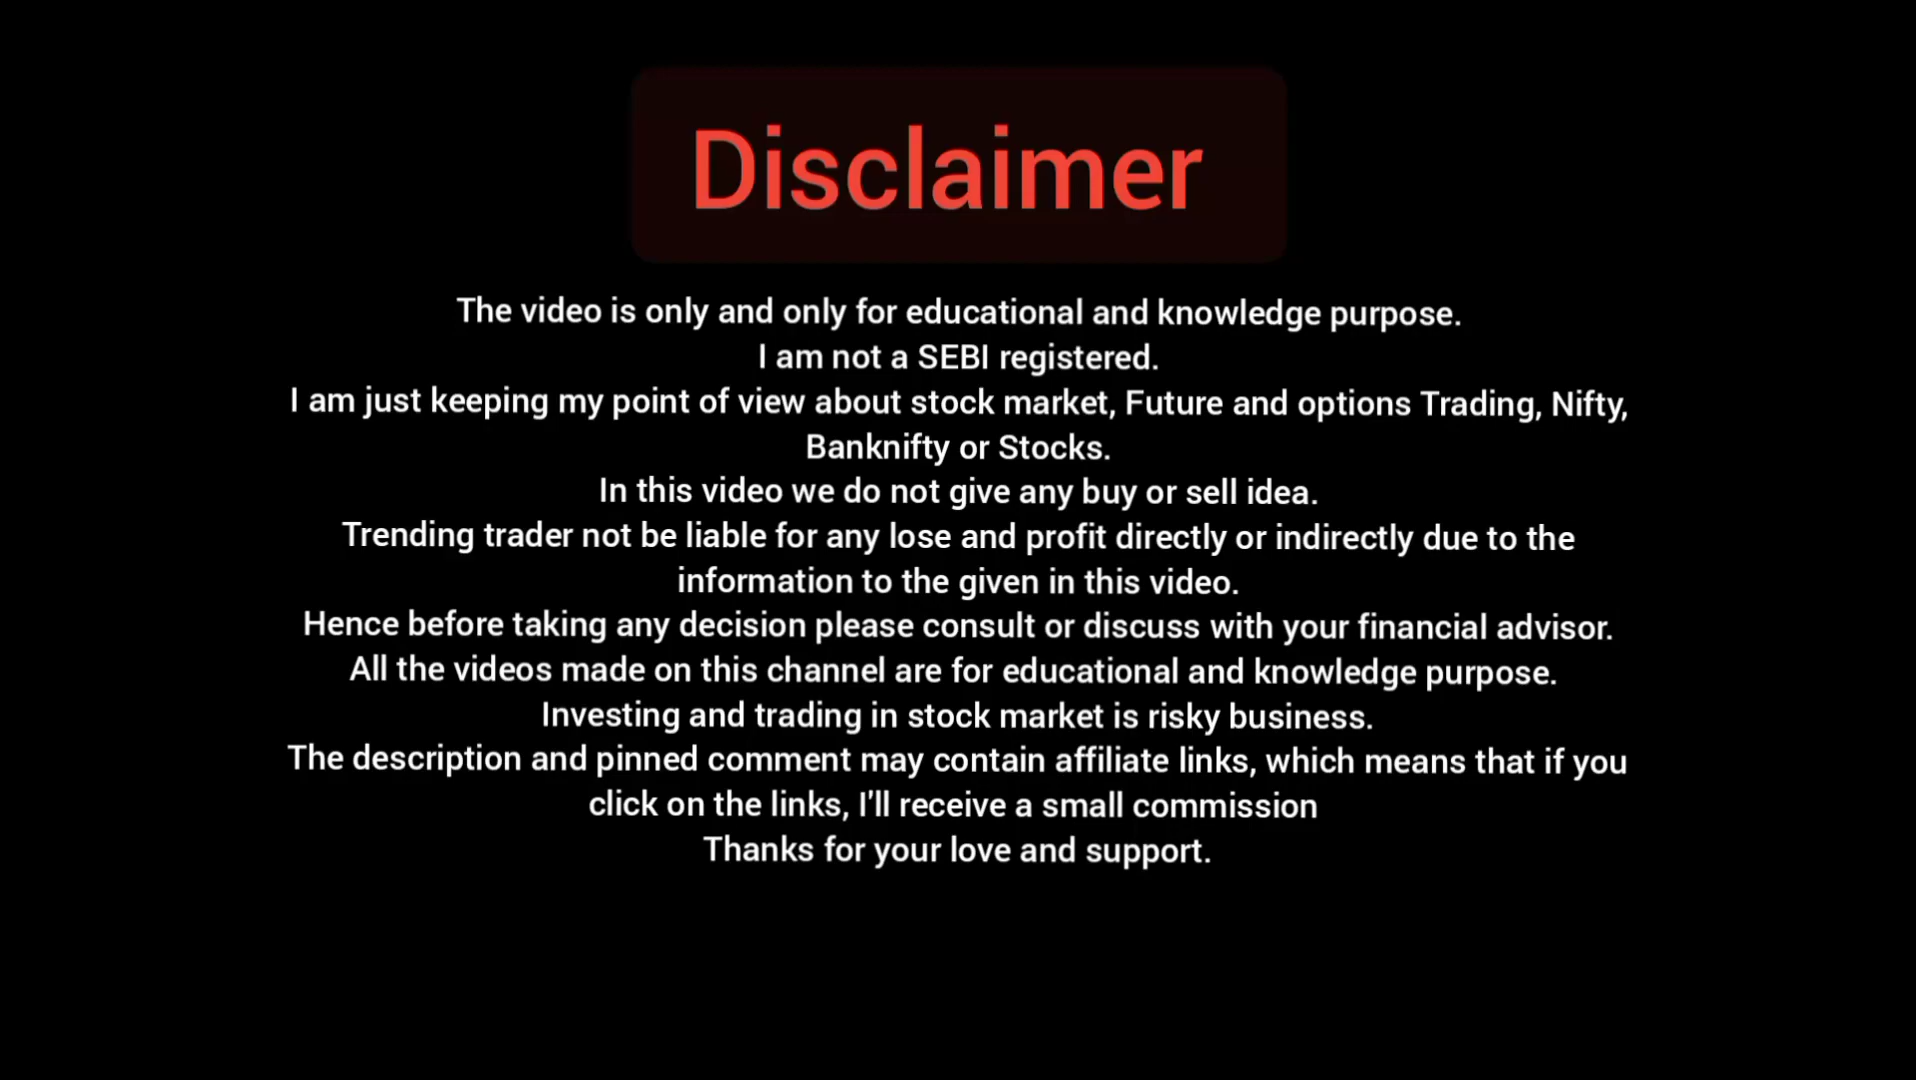 Disclaimer
The video is only and only for educational and knowledge purpose.
I am not a SEBI registered.
I am just keeping my point of view about stock market, Future and options Trading, Nifty,
Banknifty or Stocks.
In this video we do not give any buy or sell idea.
Trending trader not be liable for any lose and profit directly or indirectly due to the
information to the given in this video.
Hence before taking any decision please consult or discuss with your financial advisor.
All the videos made on this channel are for educational and knowledge purpose.
Investing and trading in stock market is risky business.
The description and pinned comment may contain affiliate links, which means that if you
click on the links, I'll receive a small commission
Thanks for your love and support.